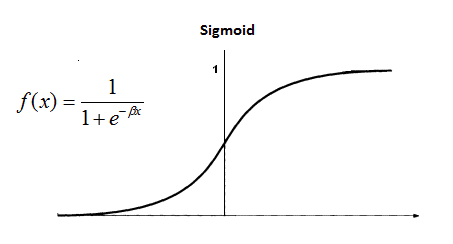 Sigmoid
1
f(x) = 1 / (1 + e^{-βx})